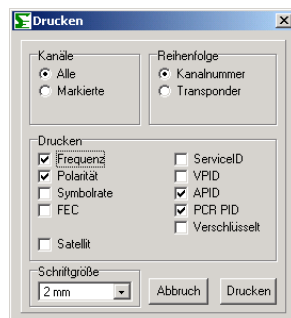 Drucken
Kanäle
Alle
Markierte
Reihenfolge
Kanalnummer
Transponder
Drucken
Frequenz
Polarität
Symbolrate
FEC
Satellit
ServiceID
VPID
APID
PCR PID
Verschlüsselt
Schriftgröße
2 mm
Abbruch
Drucken